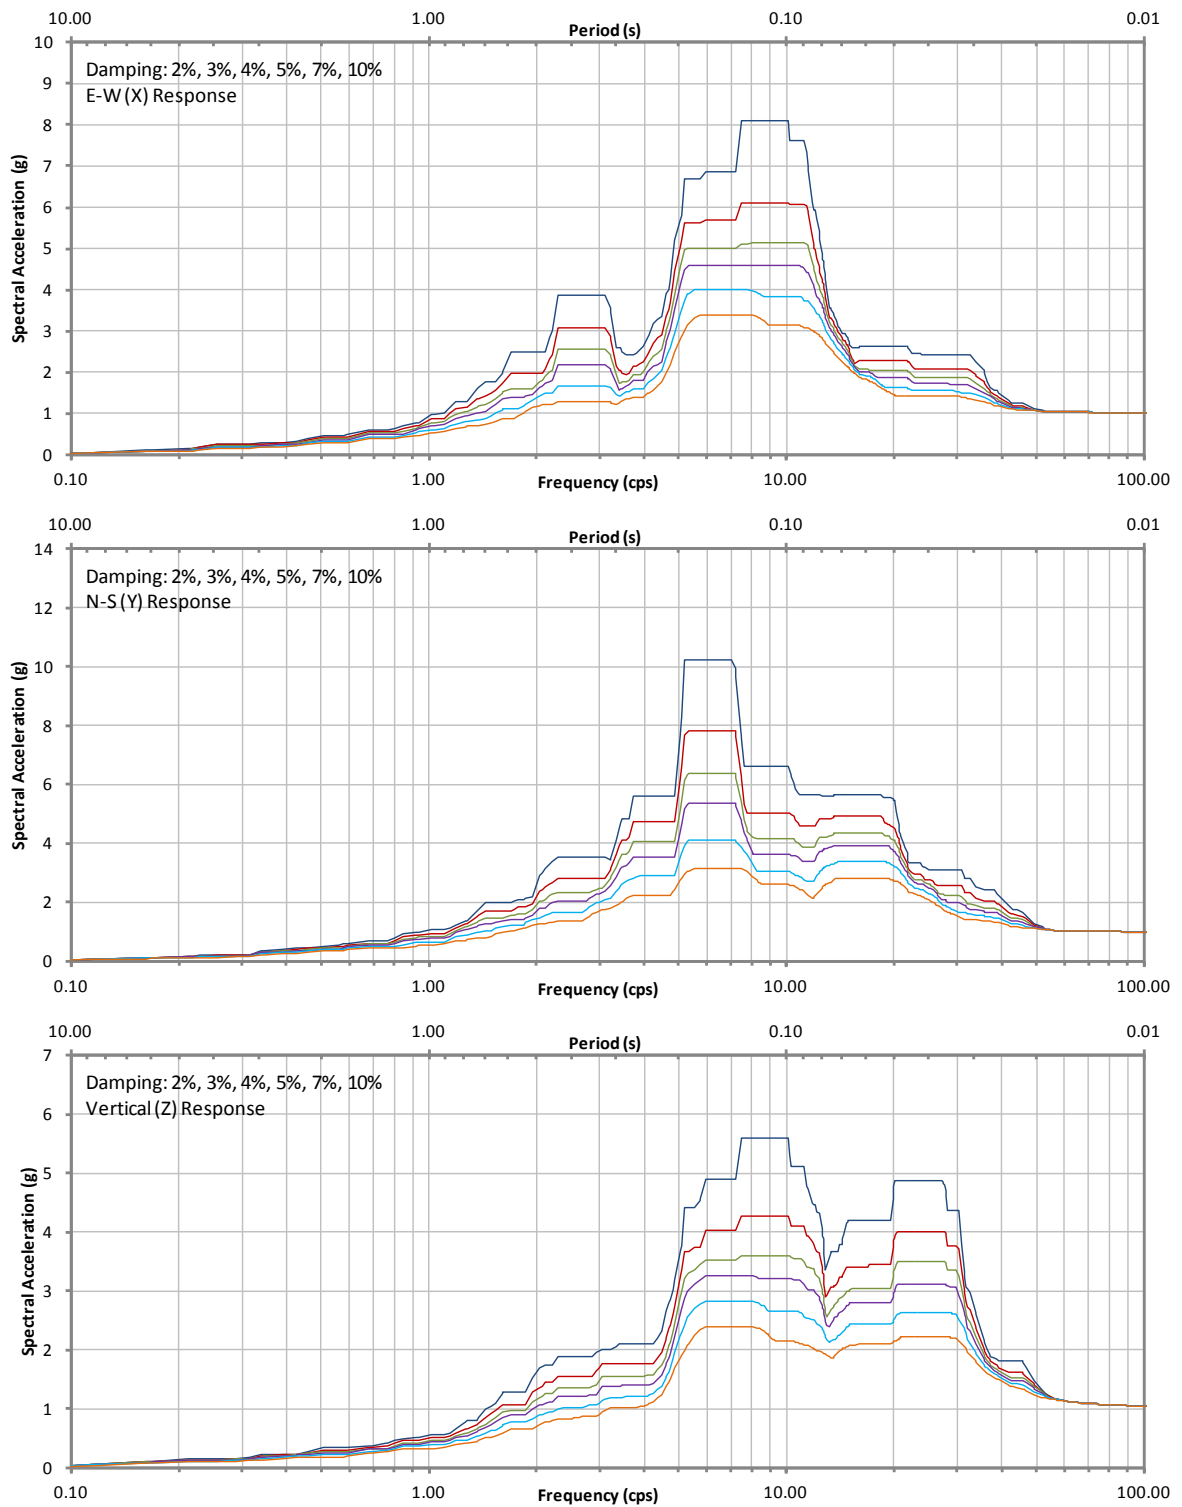 10.00 1.00 0.10 0.01
Period (s)
10
Damping: 2%, 3%, 4%, 5%, 7%, 10%
9
E-W (X) Response
8
7
6
5
4
3
2
1
0
Spectral Acceleration (g)
0.10 1.00 10.00 100.00
Frequency (cps)
10.00 1.00 0.10 0.01
Period (s)
14
Damping: 2%, 3%, 4%, 5%, 7%, 10%
N-S (Y) Response
12
10
8
6
4
2
0
Spectral Acceleration (g)
0.10 1.00 10.00 100.00
Frequency (cps)
10.00 1.00 0.10 0.01
Period (s)
7
Damping: 2%, 3%, 4%, 5%, 7%, 10%
Vertical (Z) Response
6
5
4
3
2
1
0
Spectral Acceleration (g)
0.10 1.00 10.00 100.00
Frequency (cps)